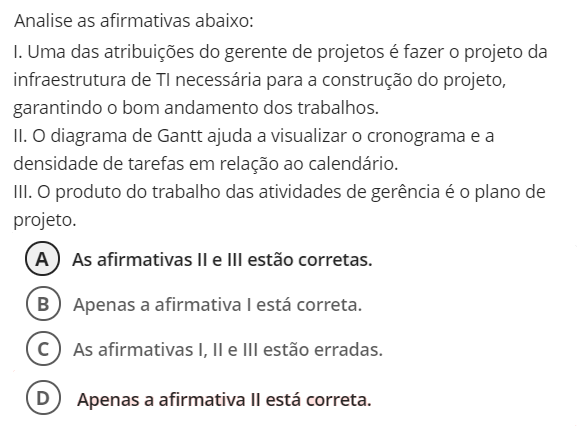 Analise as afirmativas abaixo:
I. Uma das atribuições do gerente de projetos é fazer o projeto da
infraestrutura de TI necessária para a construção do projeto,
garantindo o bom andamento dos trabalhos.
II. O diagrama de Gantt ajuda a visualizar o cronograma e a
densidade de tarefas em relação ao calendário.
III. O produto do trabalho das atividades de gerência é o plano de
projeto.
A As afirmativas II e III estão corretas.
B Apenas a afirmativa I está correta.
C As afirmativas I, II e III estão erradas.
D Apenas a afirmativa II está correta.